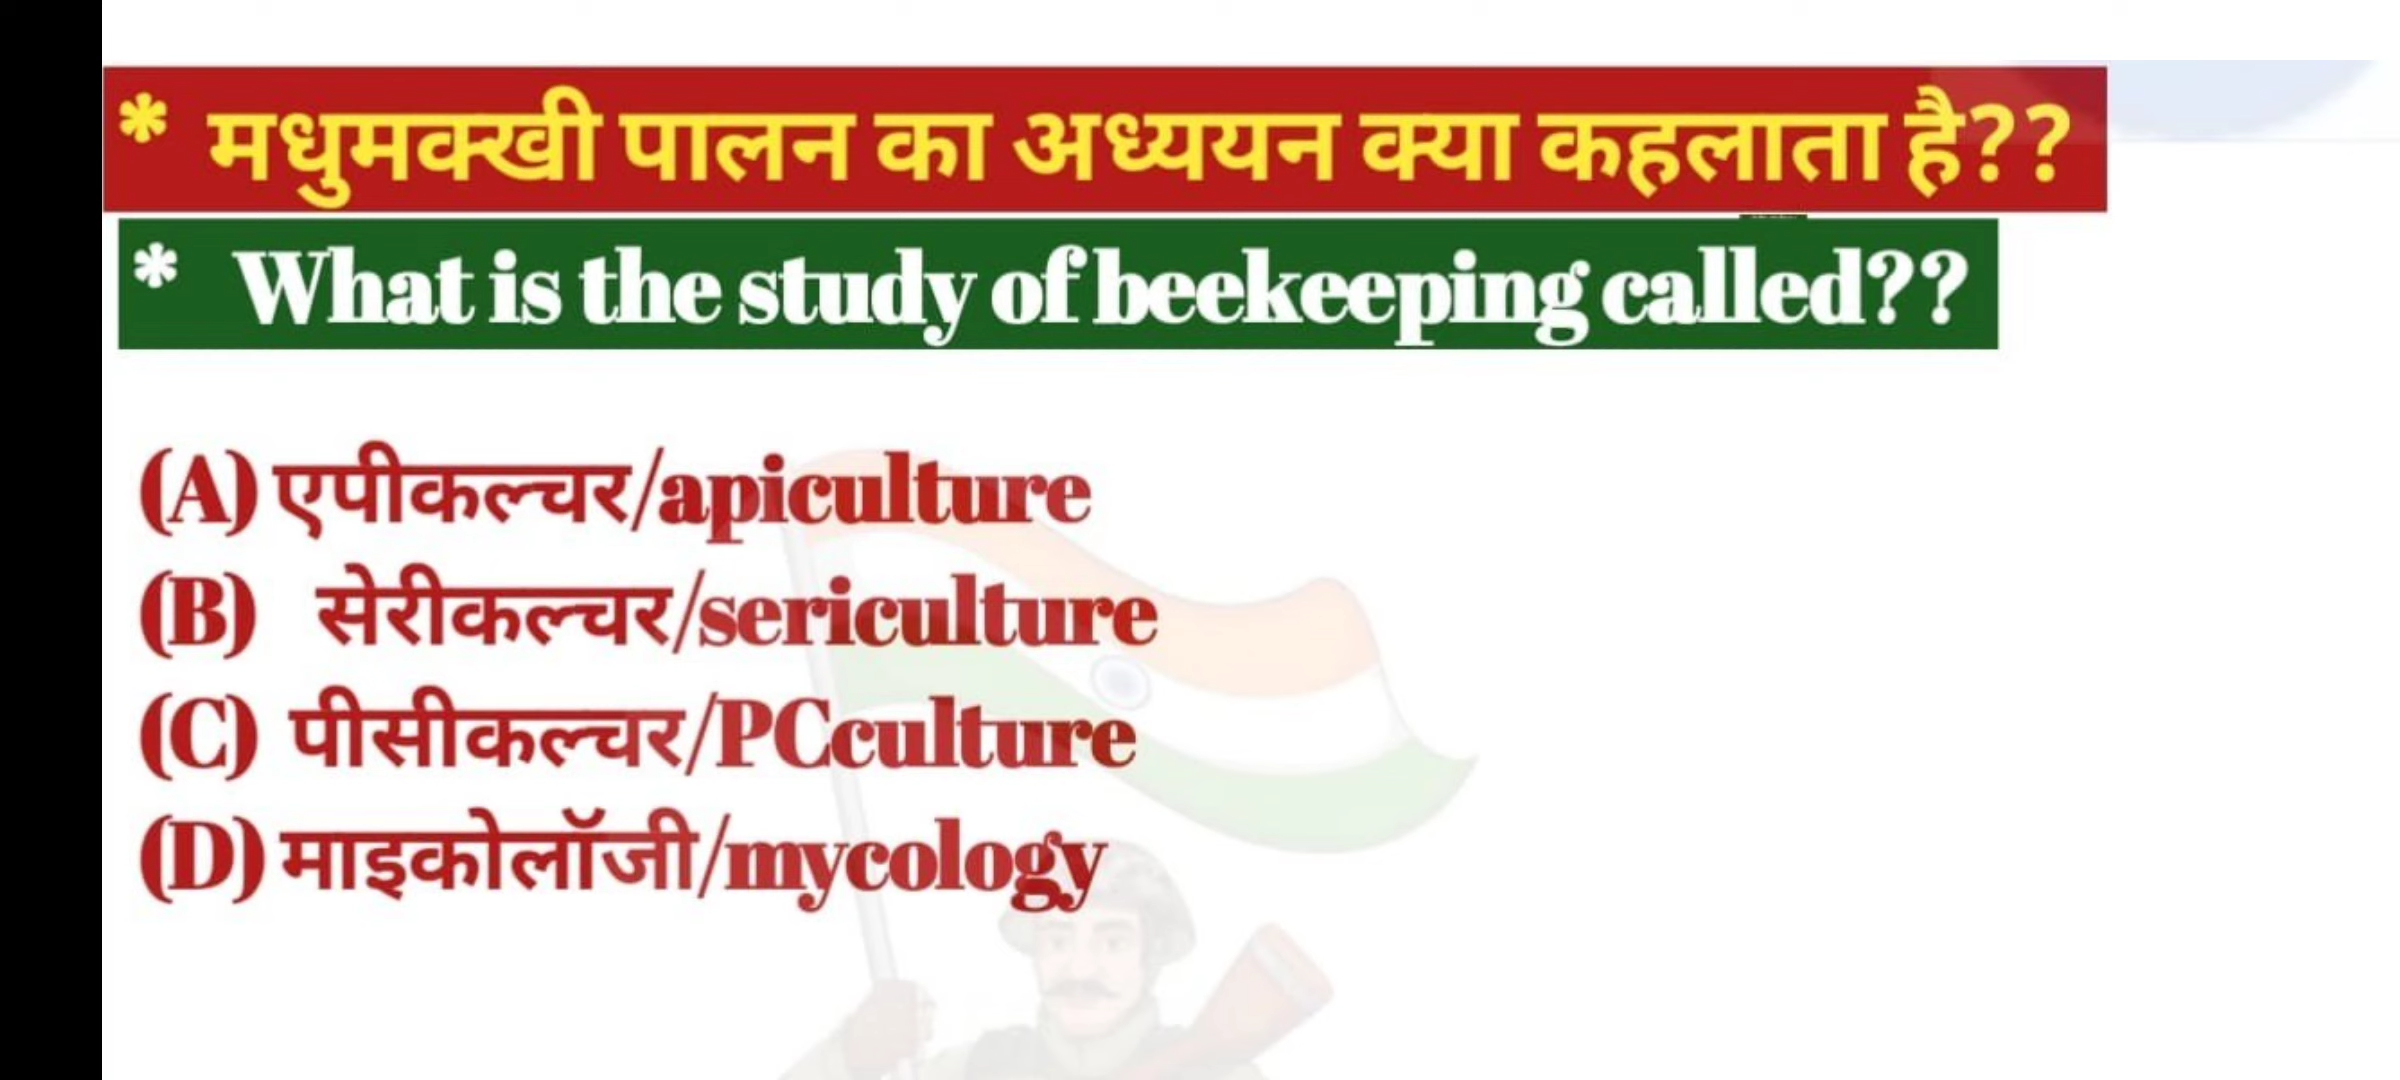 * मधुमक्खी पालन का अध्ययन क्या कहलाता है??
* What is the study of beekeeping called??
(A) एपीकल्चर/apiculture
(B) सेरीकल्चर/sericulture
(C) पीसीकल्चर/PCculture
(D) माइकोलॉजी/mycology